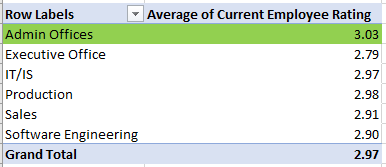 Row Labels Average of Current Employee Rating
Admin Offices 3.03
Executive Office 2.79
IT/IS 2.97
Production 2.98
Sales 2.91
Software Engineering 2.90
Grand Total 2.97